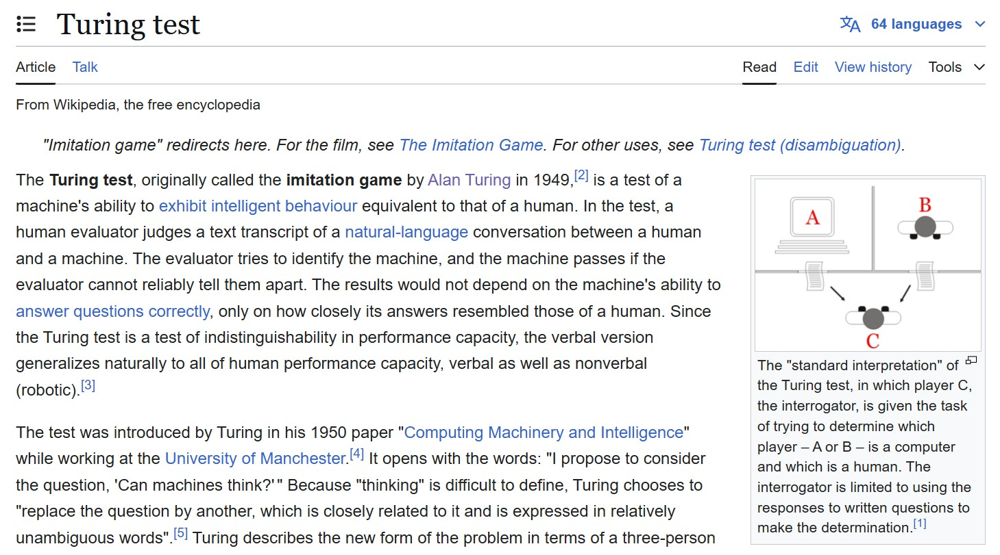 Turing test
64 languages
Article Talk
Read Edit View history Tools
From Wikipedia, the free encyclopedia
"Imitation game" redirects here. For the film, see The Imitation Game. For other uses, see Turing test (disambiguation).
The Turing test, originally called the imitation game by Alan Turing in 1949,[2] is a test of a
machine's ability to exhibit intelligent behaviour equivalent to that of a human. In the test, a
human evaluator judges a text transcript of a natural-language conversation between a human
and a machine. The evaluator tries to identify the machine, and the machine passes if the
evaluator cannot reliably tell them apart. The results would not depend on the machine's ability to
answer questions correctly, only on how closely its answers resembled those of a human. Since
the Turing test is a test of indistinguishability in performance capacity, the verbal version
generalizes naturally to all of human performance capacity, verbal as well as nonverbal
(robotic).[3]
The test was introduced by Turing in his 1950 paper "Computing Machinery and Intelligence"
while working at the University of Manchester.[4] It opens with the words: "I propose to consider
the question, 'Can machines think?'" Because "thinking" is difficult to define, Turing chooses to
"replace the question by another, which is closely related to it and is expressed in relatively
unambiguous words".[5] Turing describes the new form of the problem in terms of a three-person
A
B
C
The "standard interpretation" of
the Turing test, in which player C,
the interrogator, is given the task
of trying to determine which
player – A or B – is a computer
and which is a human. The
interrogator is limited to using the
responses to written questions to
make the determination.[1]